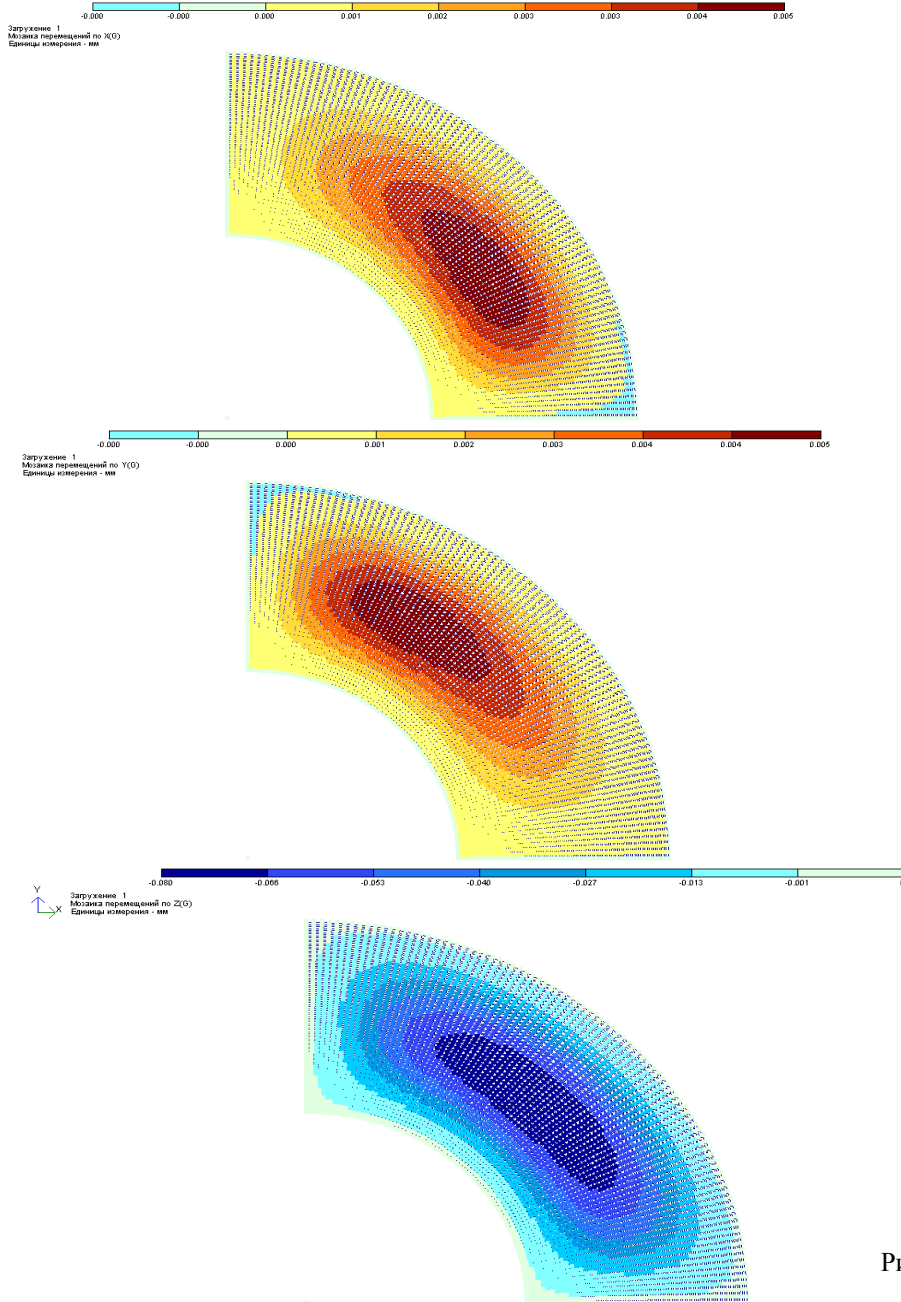 -0.000 -0.000 0.000 0.001 0.002 0.003 0.004 0.005
Загружение 1
Мозаика перемещений по X(G)
Единицы измерения - мм
-0.000 -0.000 0.000 0.001 0.002 0.003 0.004 0.004 0.005
Загружение 1
Мозаика перемещений по Y(G)
Единицы измерения - мм
-0.080 -0.066 -0.053 -0.040 -0.027 -0.013 -0.001
Y
X
Загружение 1
Мозаика перемещений по Z(G)
Единицы измерения - мм